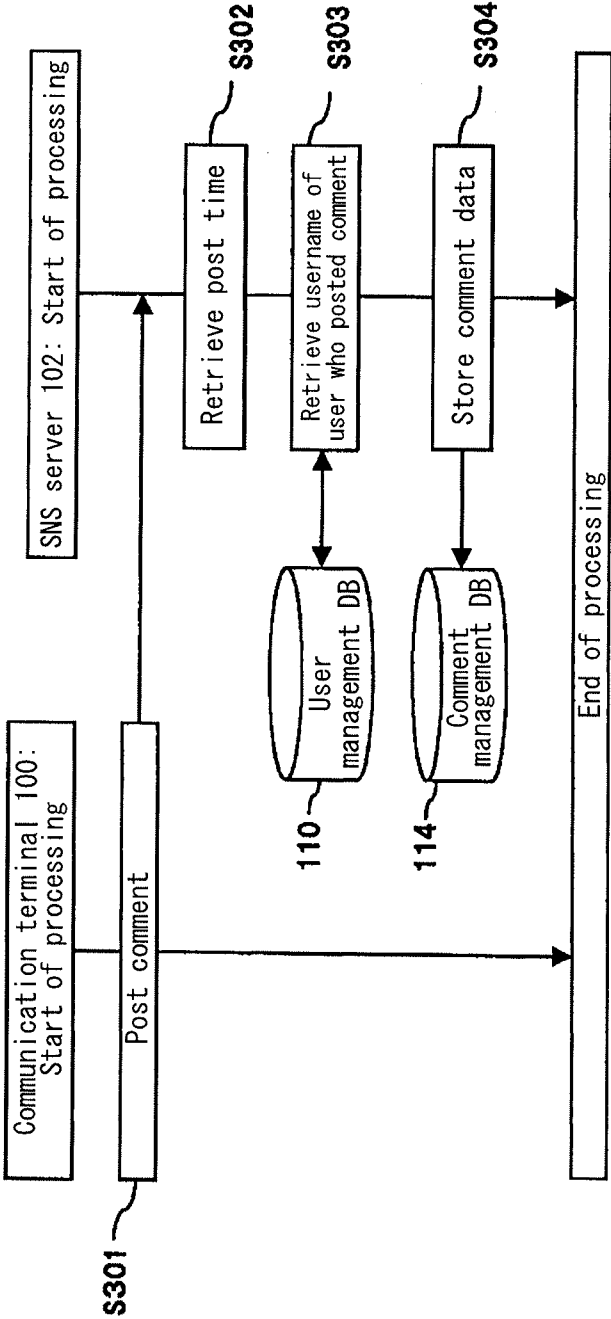 Communication terminal 100:
Start of processing
SNS server 102: Start of processing
S301
Post comment
Retrieve post time
S302
110
User
management DB
Retrieve username of
user who posted comment
S303
114
Comment
management DB
Store comment data
S304
End of processing